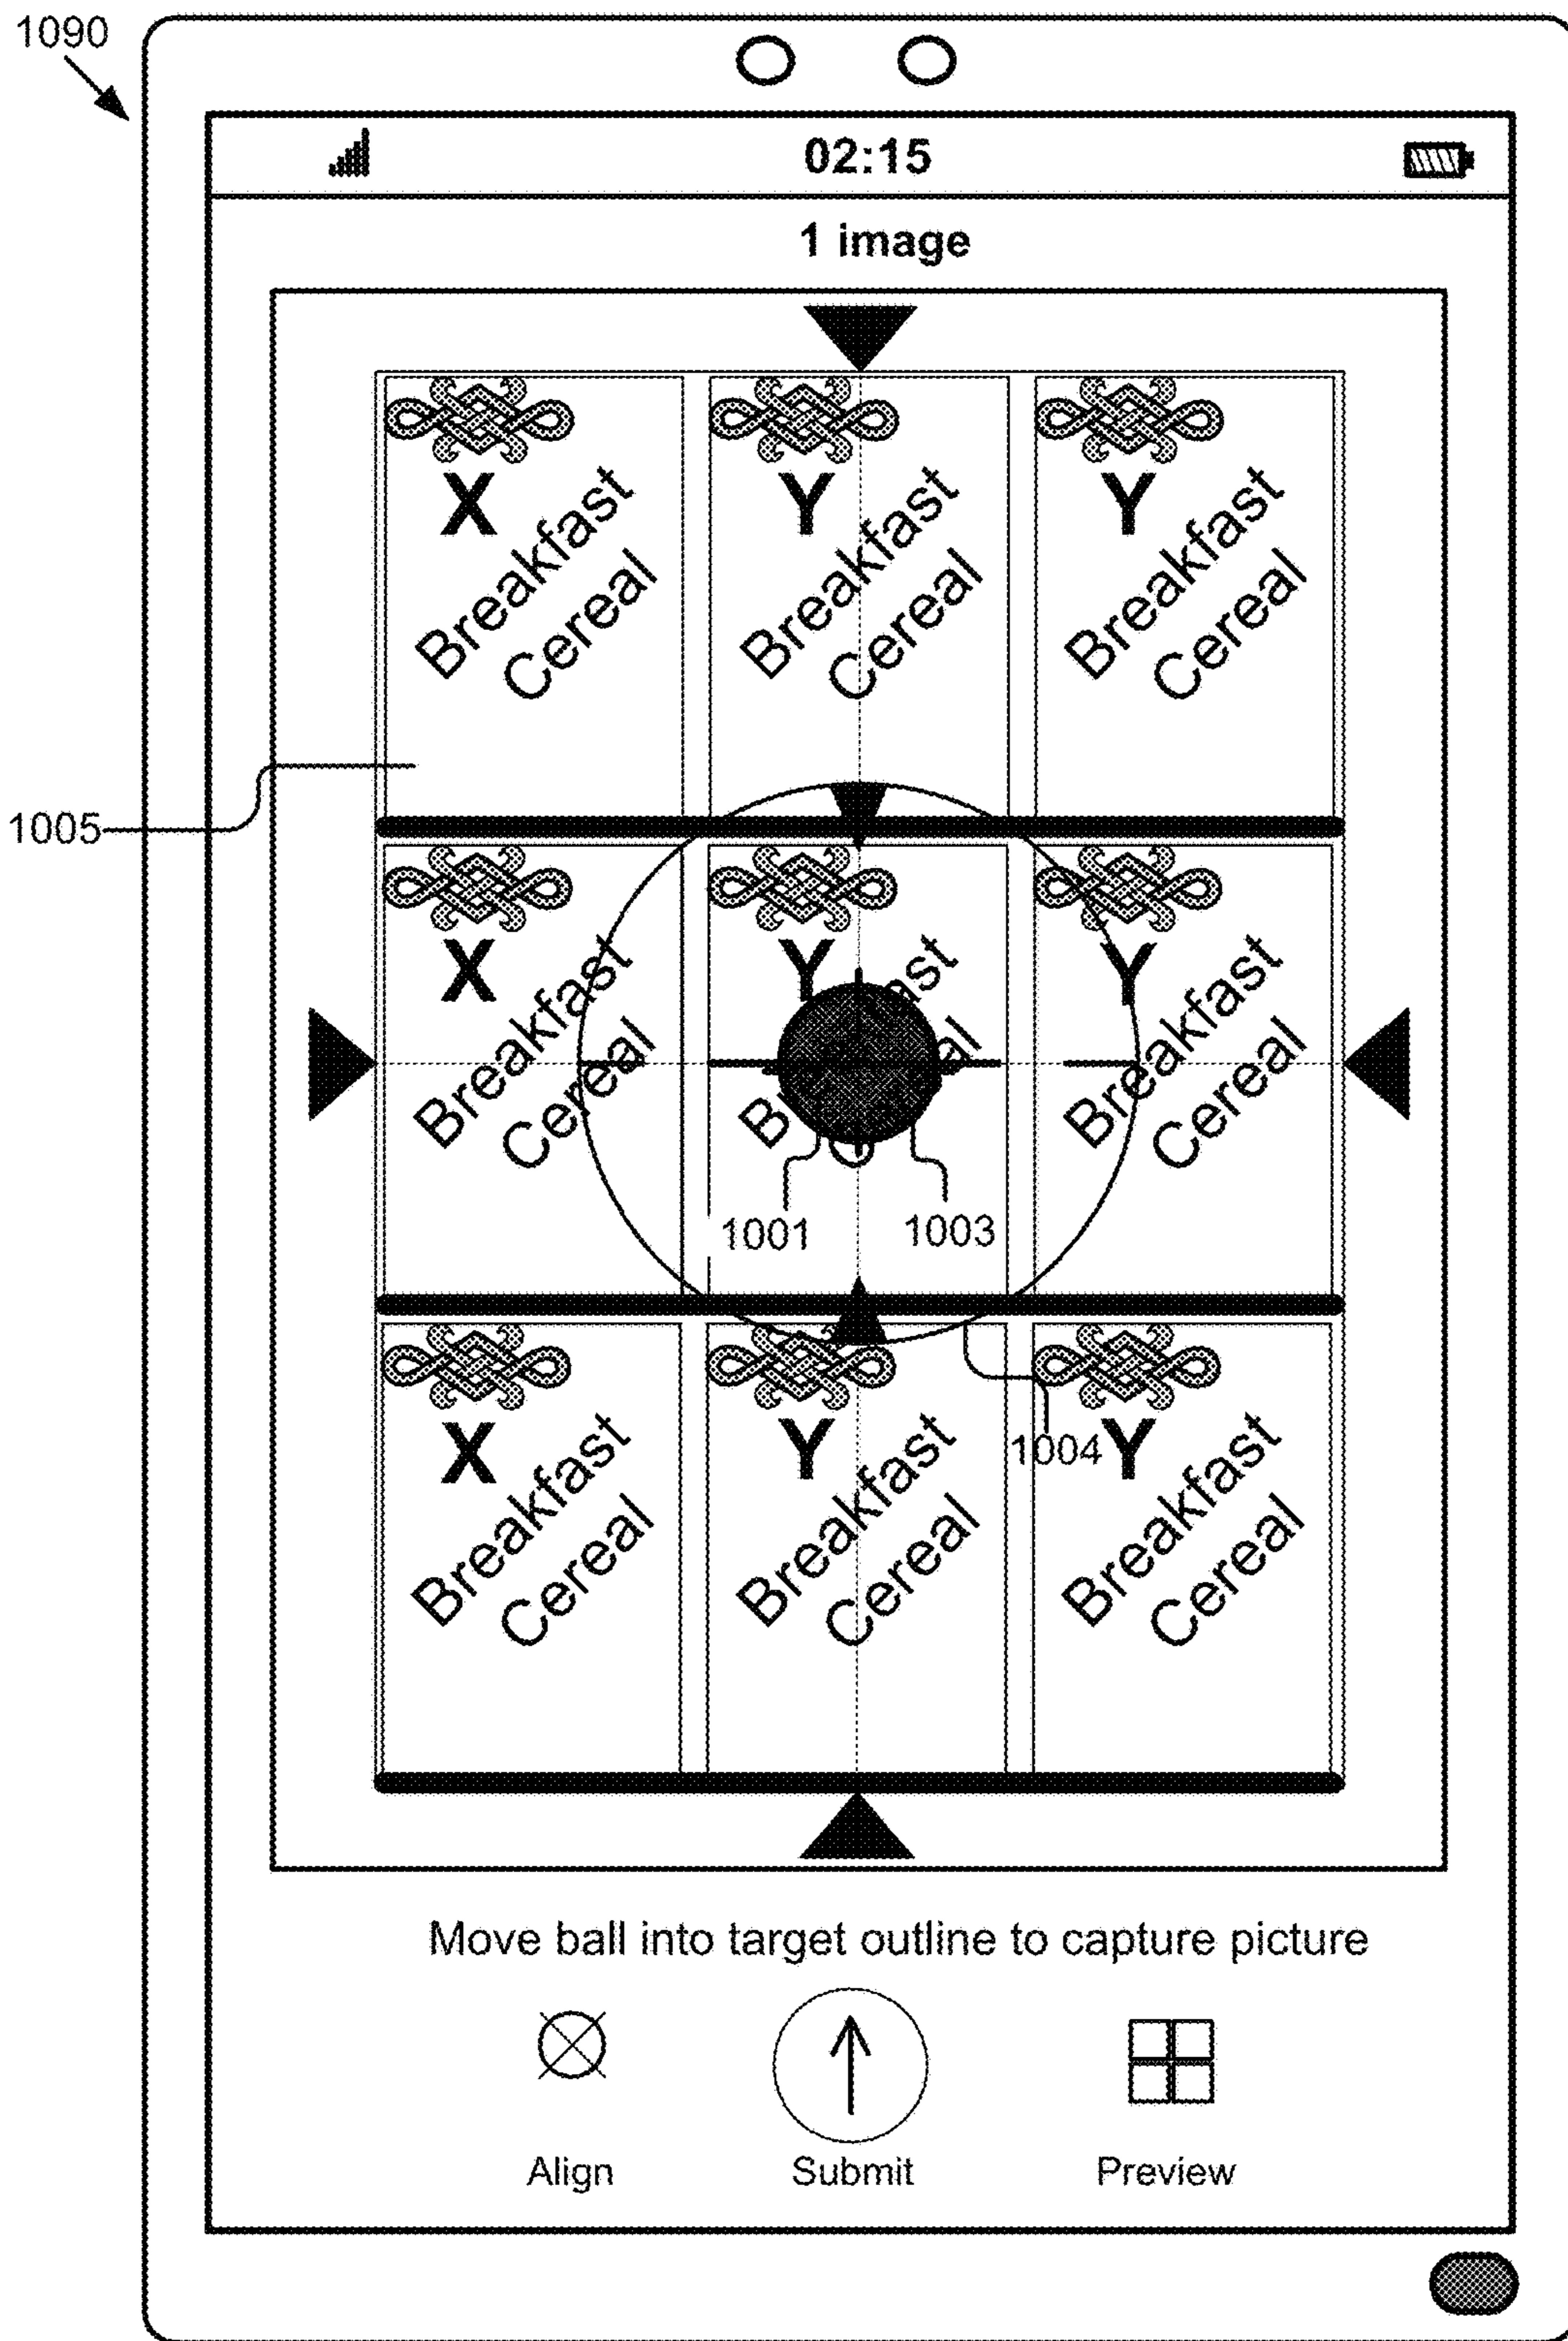 1090
02:15
1 image
X
Breakfast
Cereal
Y
Breakfast
Cereal
Y
Breakfast
Cereal
1005
X
Breakfast
Cereal
Y
Y
Breakfast
Cereal
1001
1003
X
Breakfast
Cereal
Y
Breakfast
Cereal
1004
Y
Breakfast
Cereal
Move ball into target outline to capture picture
Align
Submit
Preview